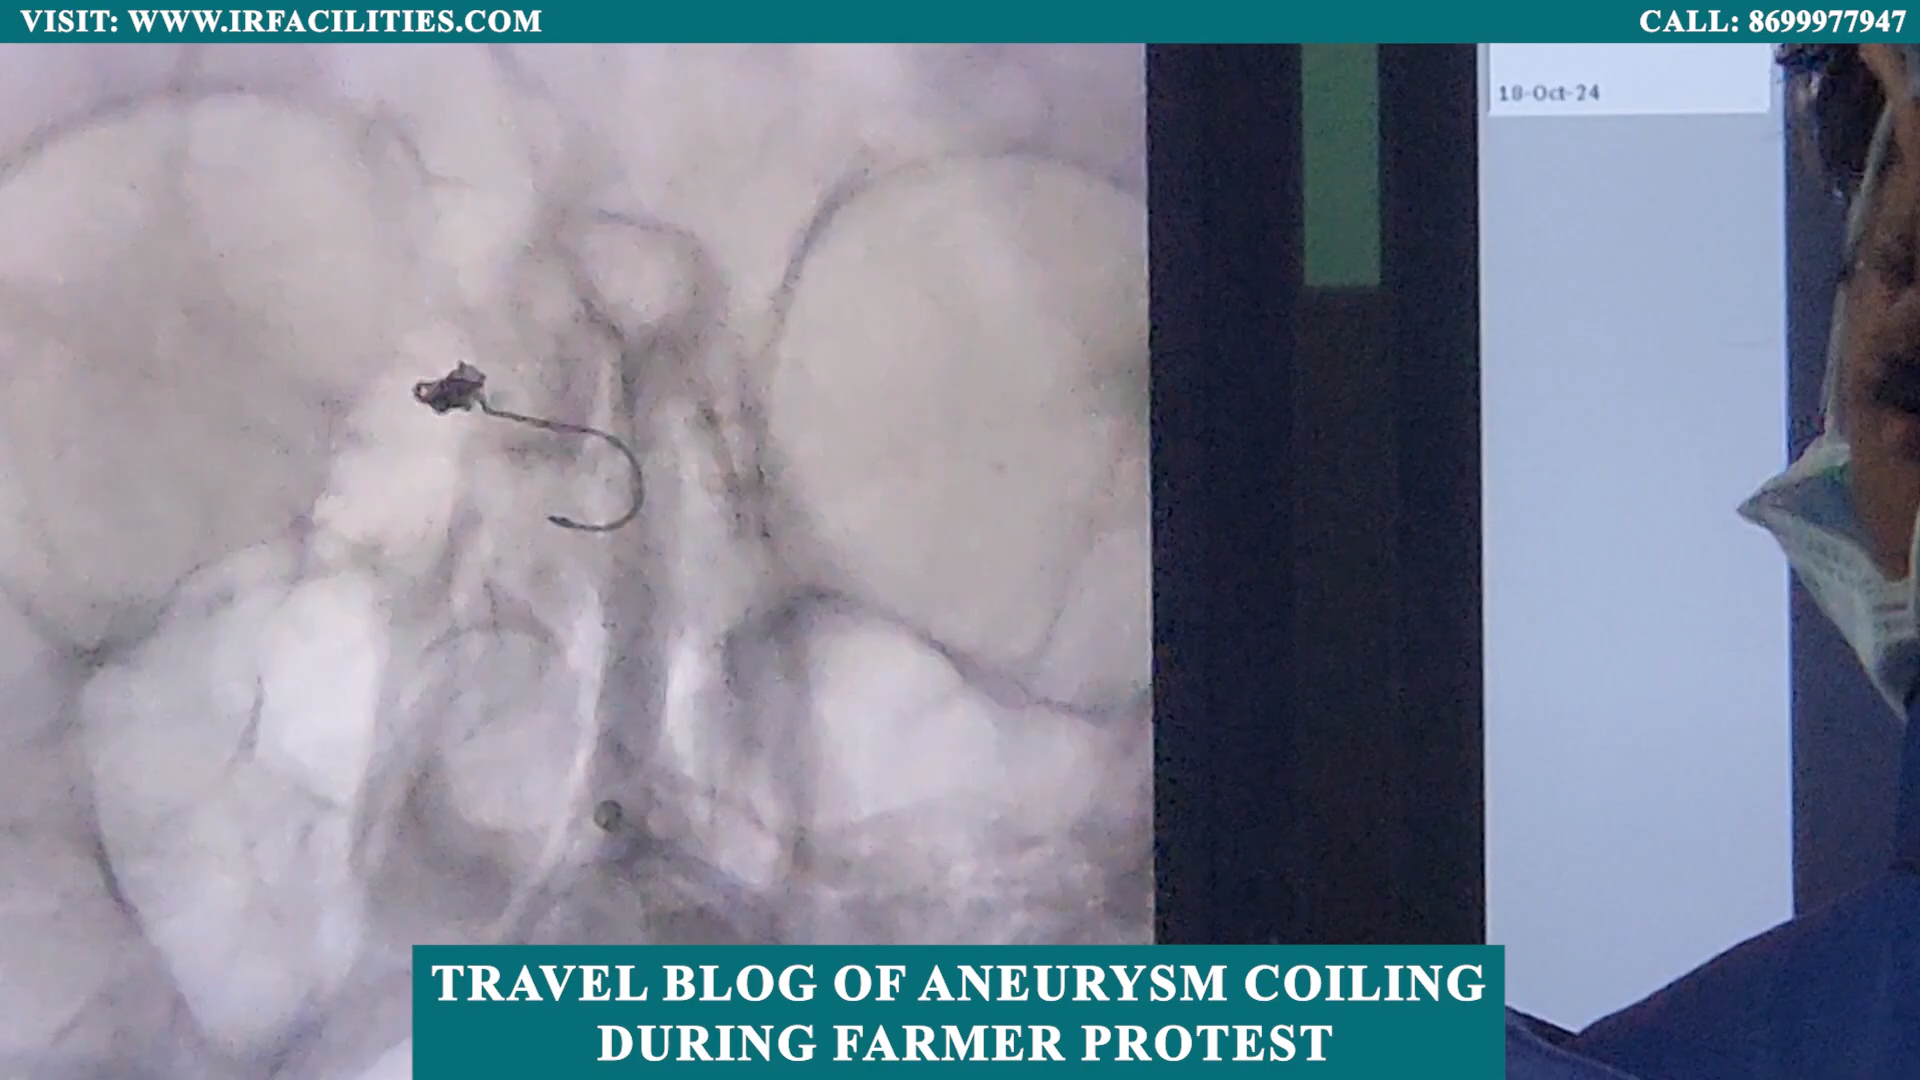 VISIT: WWW.IRFACILITIES.COM
CALL: 8699977947
18-Oct-24
TRAVEL BLOG OF ANEURYSM COILING
DURING FARMER PROTEST